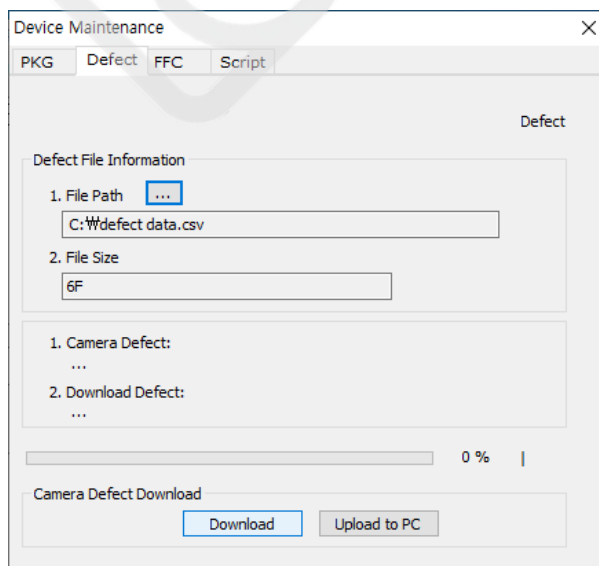 Device Maintenance
PKG Defect FFC Script
Defect
Defect File Information
1. File Path ...
C:₩defect data.csv
2. File Size
6F
1. Camera Defect:
...
2. Download Defect:
...
0 %
Camera Defect Download
Download Upload to PC